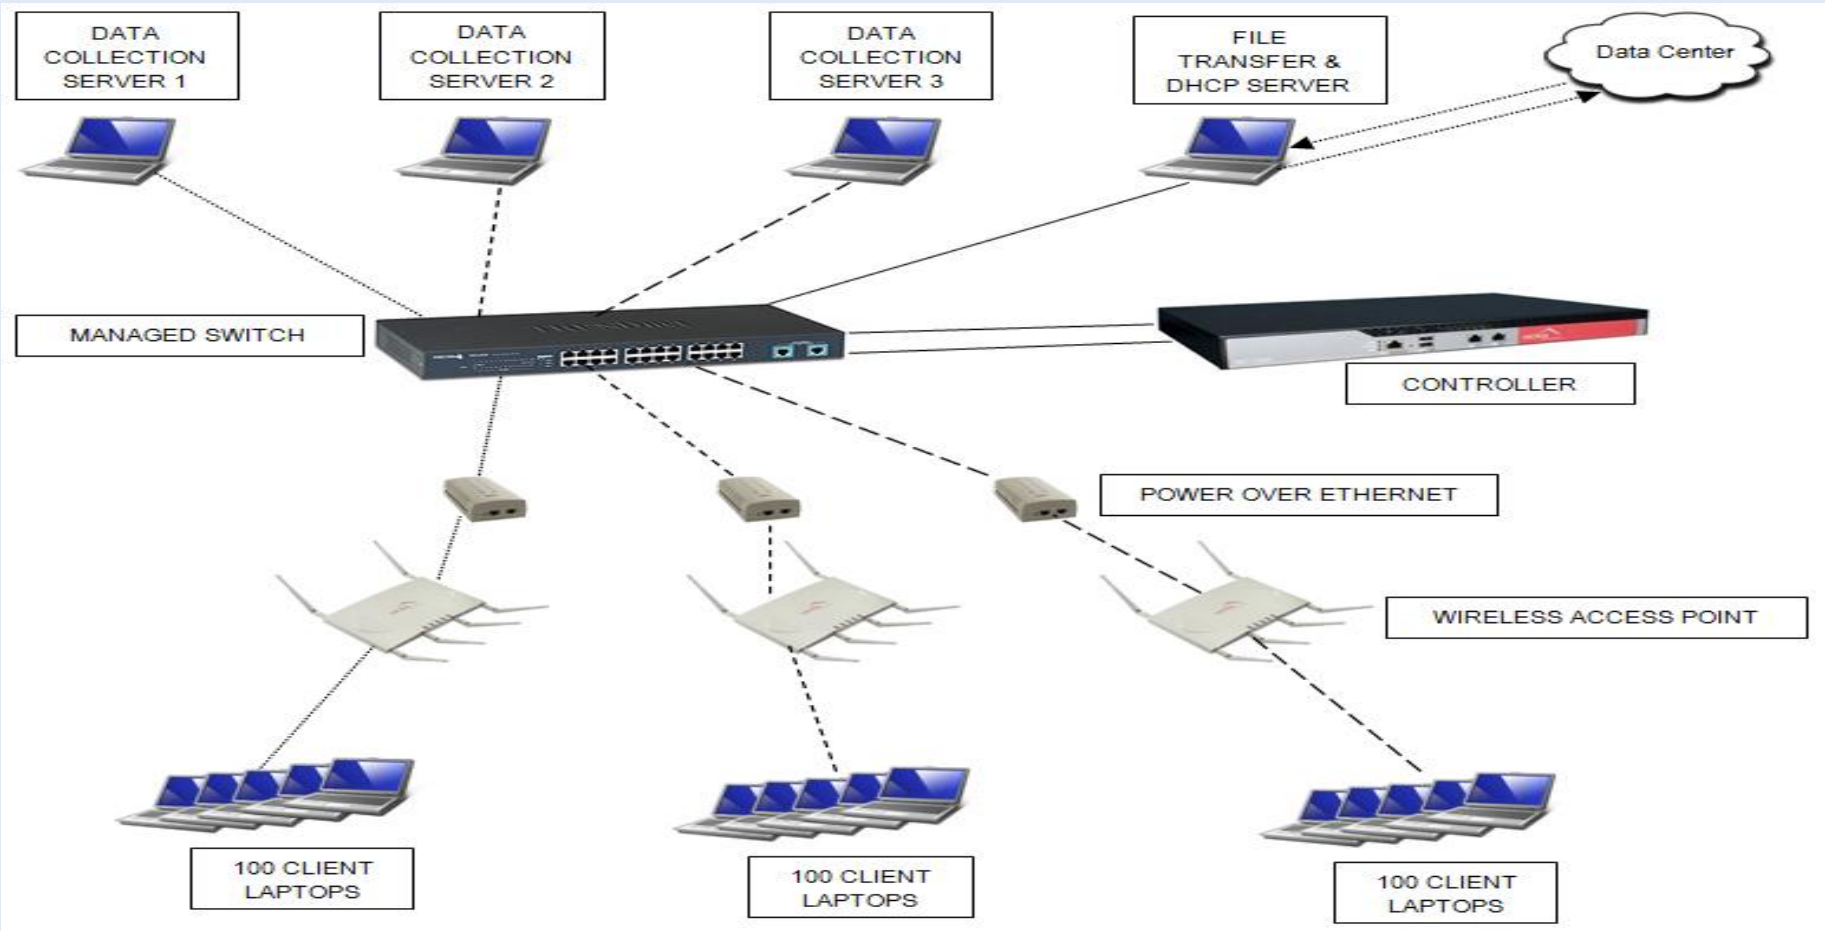 DATA
COLLECTION
SERVER 1
DATA
COLLECTION
SERVER 2
DATA
COLLECTION
SERVER 3
FILE
TRANSFER &
DHCP SERVER
Data Center
MANAGED SWITCH
CONTROLLER
POWER OVER ETHERNET
WIRELESS ACCESS POINT
100 CLIENT
LAPTOPS
100 CLIENT
LAPTOPS
100 CLIENT
LAPTOPS